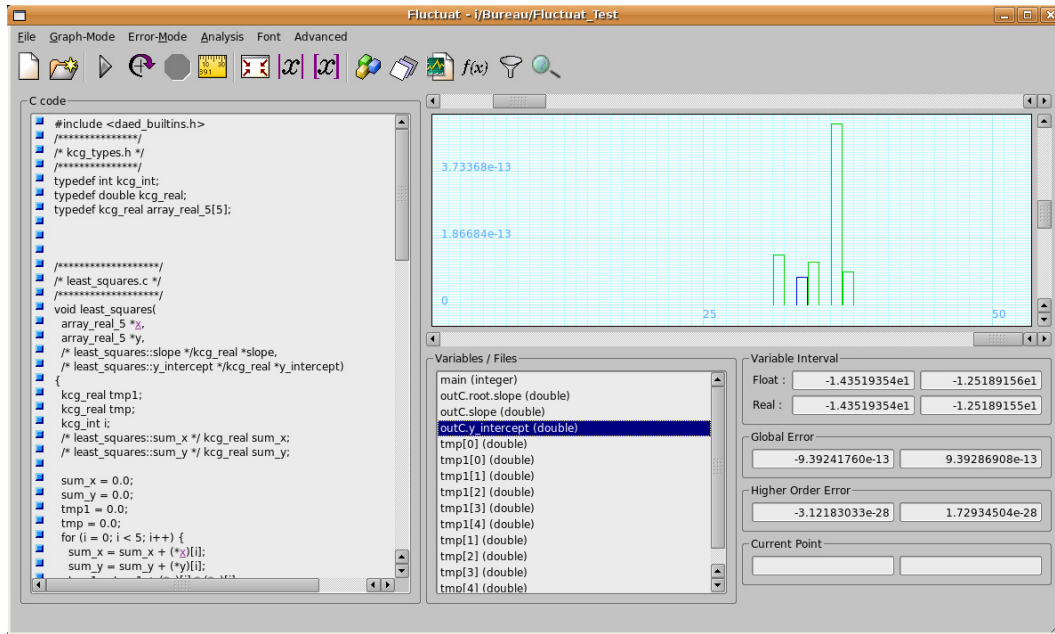 Fluctuat - i/Bureau/Fluctuat_Test
File Graph-Mode Error-Mode Analysis Font Advanced
|x| [x] f(x)
C code
#include <daed_builtins.h>
/***************/
/* kcg_types.h */
/***************/
typedef int kcg_int;
typedef double kcg_real;
typedef kcg_real array_real_5[5];
/********************/
/* least_squares.c */
/********************/
void least_squares(
array_real_5 *x,
array_real_5 *y,
/* least_squares::slope */kcg_real *slope,
/* least_squares::y_intercept */kcg_real *y_intercept)
{
kcg_real tmp1;
kcg_real tmp;
kcg_int i;
/* least_squares::sum_x */ kcg_real sum_x;
/* least_squares::sum_y */ kcg_real sum_y;
sum_x = 0.0;
sum_y = 0.0;
tmp1 = 0.0;
tmp = 0.0;
for (i = 0; i < 5; i++) {
sum_x = sum_x + (*x)[i];
sum_y = sum_y + (*y)[i];
3.73368e-13
1.86684e-13
0
25 50
Variables / Files
main (integer)
outC.root.slope (double)
outC.slope (double)
outC.y_intercept (double)
tmp[0] (double)
tmp1[0] (double)
tmp1[1] (double)
tmp1[2] (double)
tmp1[3] (double)
tmp1[4] (double)
tmp[1] (double)
tmp[2] (double)
tmp[3] (double)
tmp[4] (double)
Variable Interval
Float : -1.43519354e1 -1.25189156e1
Real : -1.43519354e1 -1.25189155e1
Global Error
-9.39241760e-13 9.39286908e-13
Higher Order Error
-3.12183033e-28 1.72934504e-28
Current Point